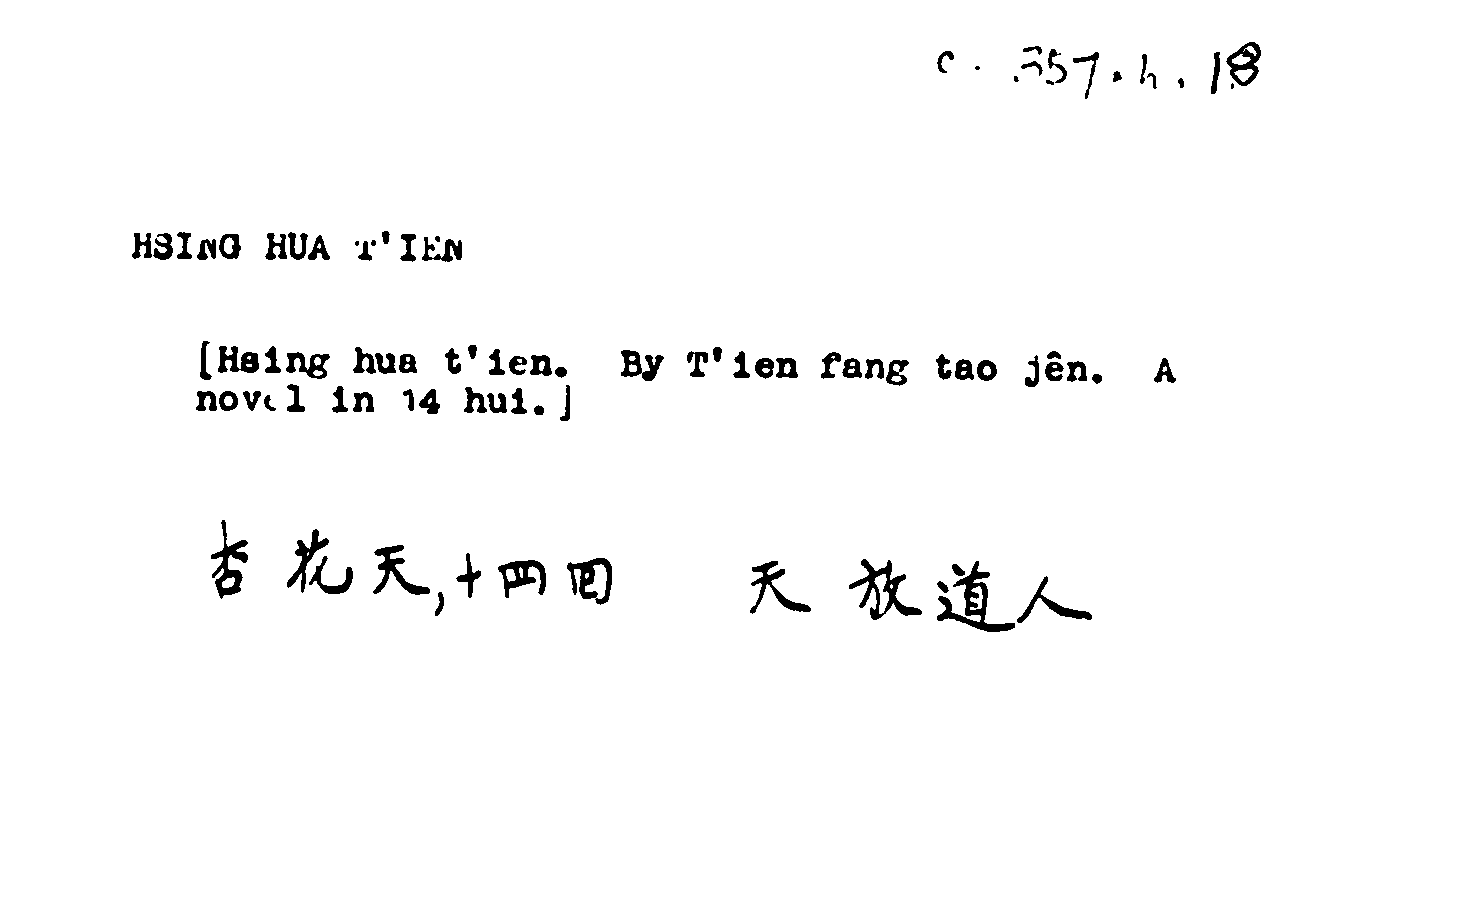 c. 357.h.18
HSING HUA T'IEN
[Hsing hua t'ien. By T'ien fang tao jên. A
novel in 14 hui.]
杏花天,十四回 天放道人